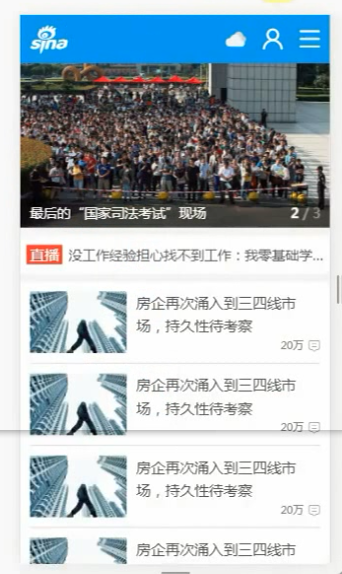 sina
最后的“国家司法考试”现场
2 / 3
直播 没工作经验担心找不到工作：我零基础学...
房企再次涌入到三四线市
场，持久性待考察
20万
房企再次涌入到三四线市
场，持久性待考察
20万
房企再次涌入到三四线市
场，持久性待考察
20万
房企再次涌入到三四线市